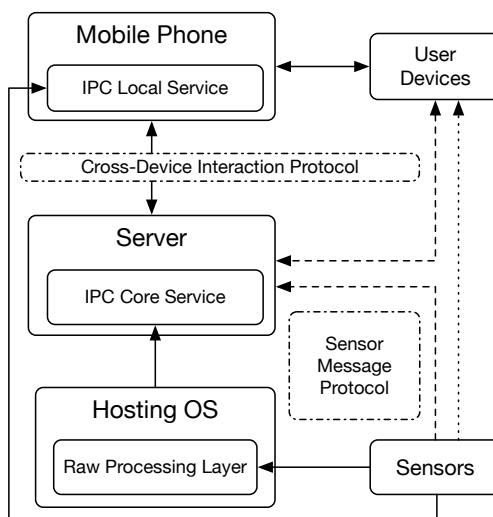 Mobile Phone
IPC Local Service
User
Devices
Cross-Device Interaction Protocol
Server
IPC Core Service
Sensor
Message
Protocol
Hosting OS
Raw Processing Layer
Sensors